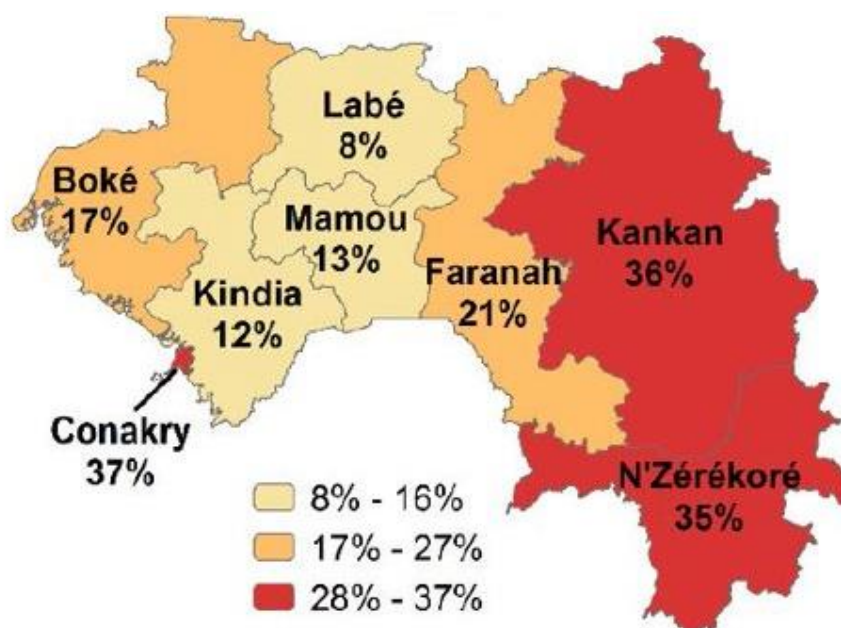 Labé
8%
Boké
17%
Mamou
13%
Kankan
36%
Faranah
21%
Kindia
12%
Conakry
37%
N'Zérékoré
35%
8% - 16%
17% - 27%
28% - 37%